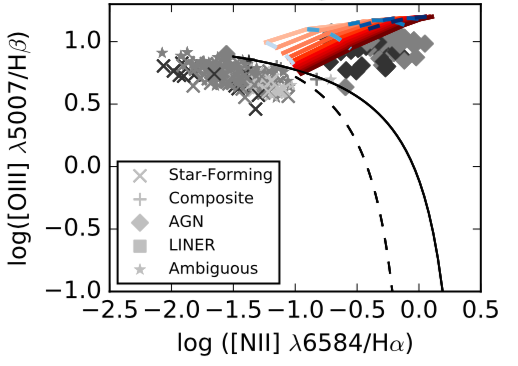 log([OIII] λ5007/Hβ)
1.0
0.5
0.0
−0.5
−1.0
Star-Forming
Composite
AGN
LINER
Ambiguous
−2.5 −2.0 −1.5 −1.0 −0.5 0.0 0.5
log ([NII] λ6584/Hα)